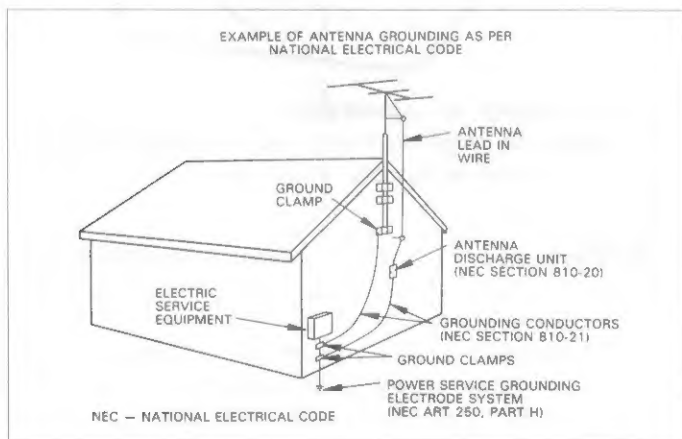 EXAMPLE OF ANTENNA GROUNDING AS PER
NATIONAL ELECTRICAL CODE
ANTENNA
LEAD IN
WIRE
GROUND
CLAMP
ANTENNA
DISCHARGE UNIT
(NEC SECTION 810-20)
ELECTRIC
SERVICE
EQUIPMENT
GROUNDING CONDUCTORS
(NEC SECTION 810-21)
GROUND CLAMPS
POWER SERVICE GROUNDING
ELECTRODE SYSTEM
(NEC ART 250, PART H)
NEC — NATIONAL ELECTRICAL CODE